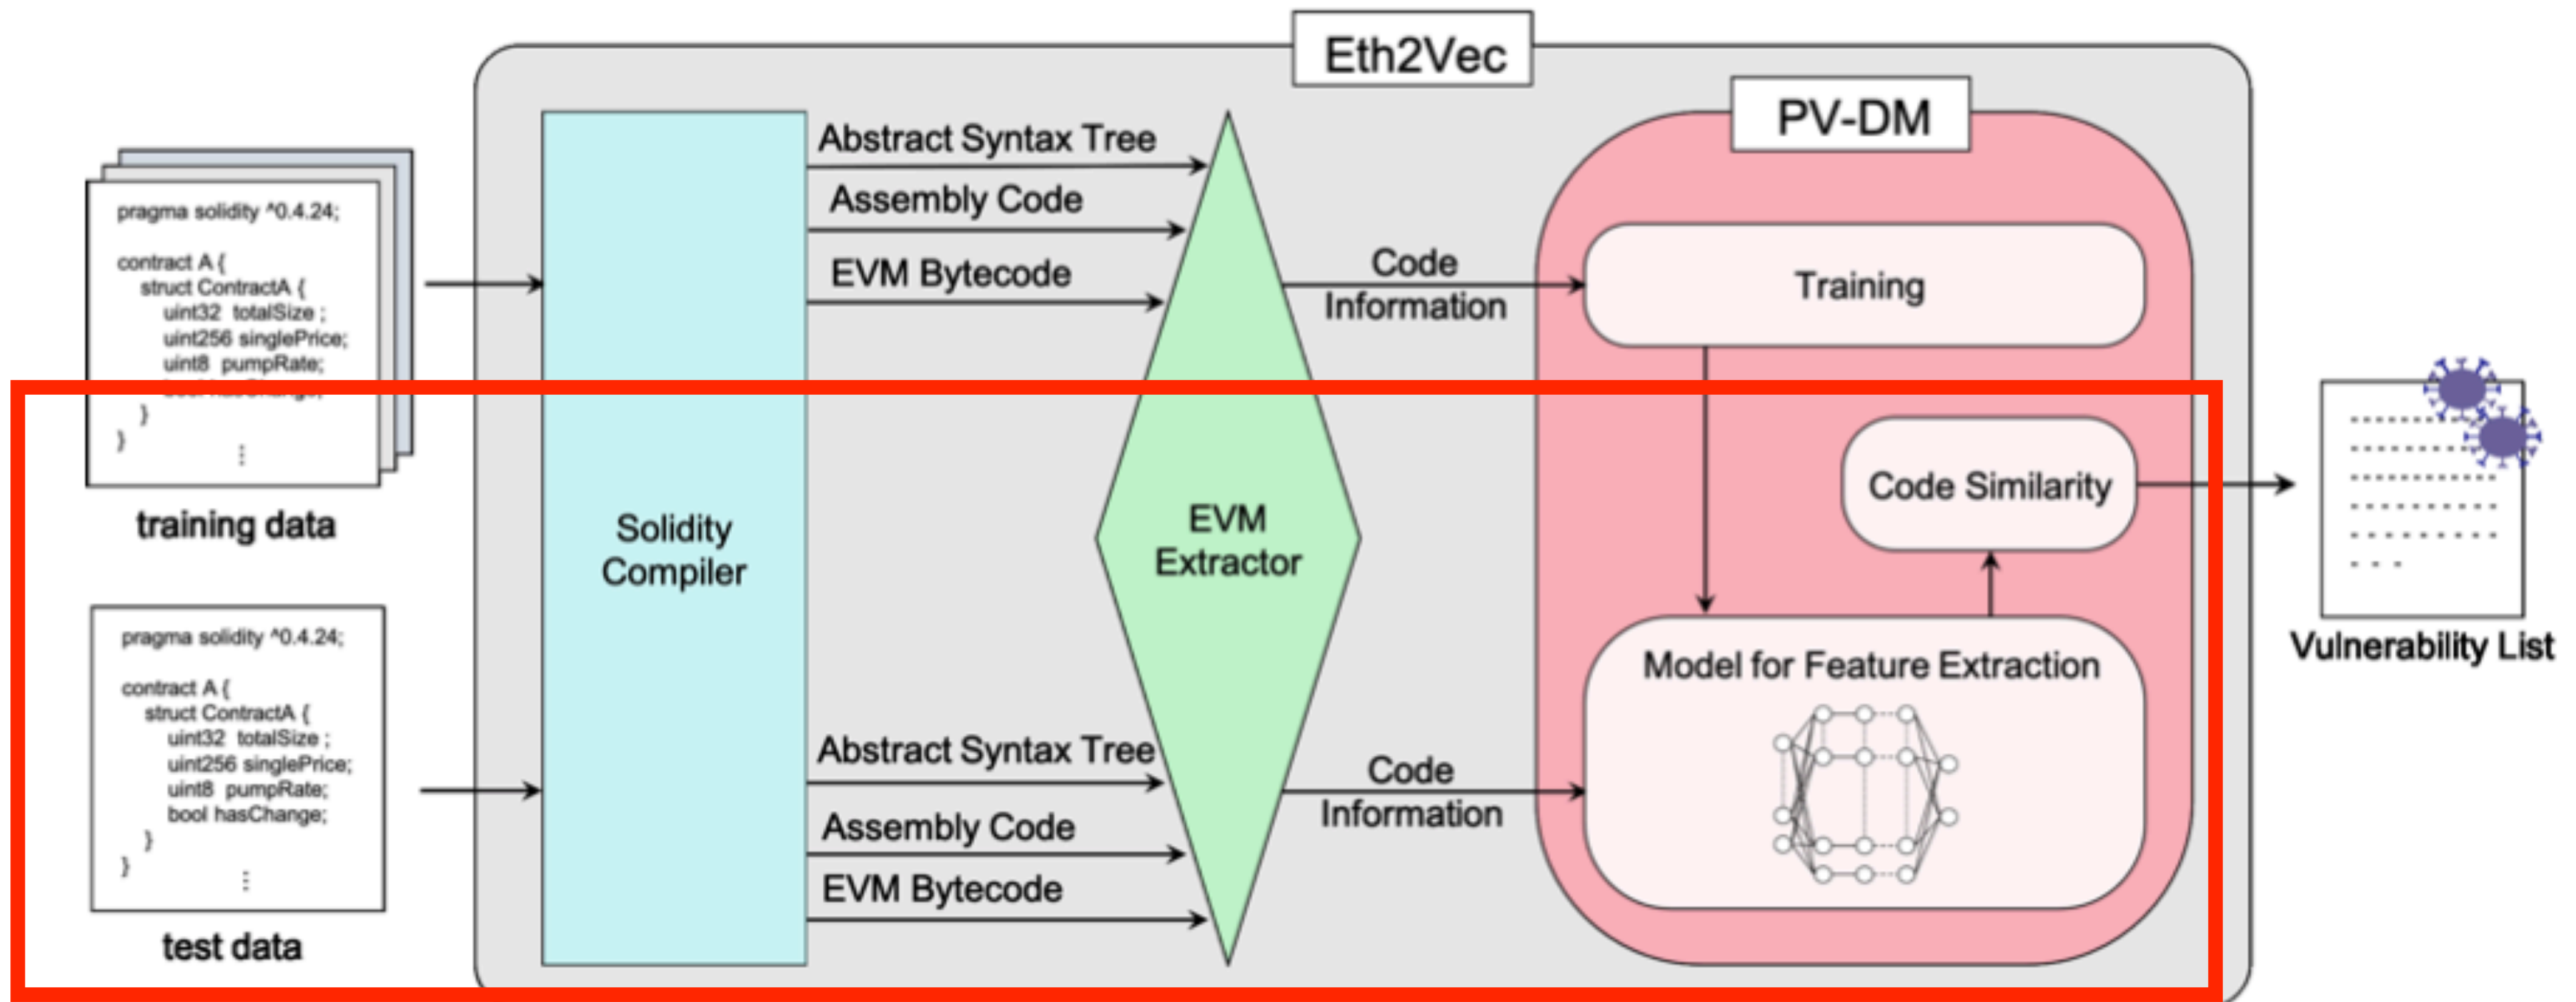 Eth2Vec
PV-DM
pragma solidity ^0.4.24;
contract A {
struct ContractA {
uint32 totalSize ;
uint256 singlePrice;
uint8 pumpRate;
}
}
⋮
training data
Solidity
Compiler
Abstract Syntax Tree
Assembly Code
EVM Bytecode
EVM
Extractor
Code
Information
Training
Code Similarity
Model for Feature Extraction
Vulnerability List
pragma solidity ^0.4.24;
contract A {
struct ContractA {
uint32 totalSize ;
uint256 singlePrice;
uint8 pumpRate;
bool hasChange;
}
}
⋮
test data
Abstract Syntax Tree
Assembly Code
EVM Bytecode
Code
Information